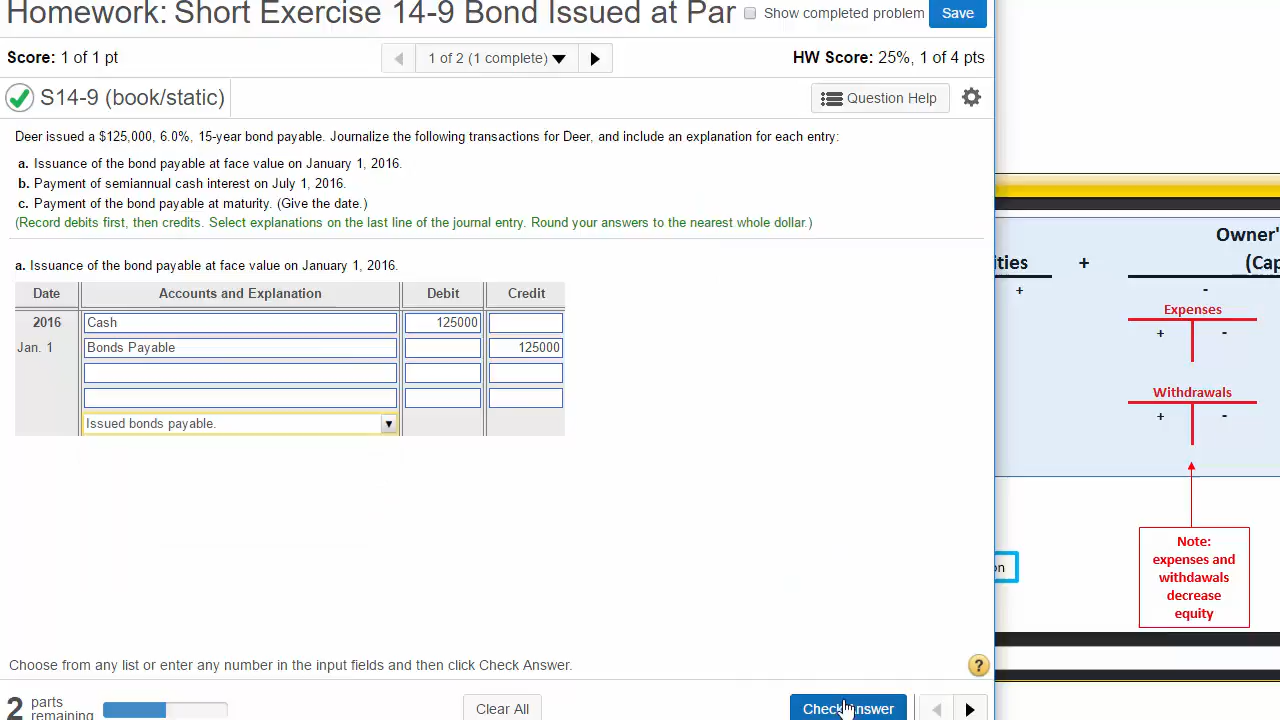 Homework: Short Exercise 14-9 Bond Issued at Par
Show completed problem
Save
Score: 1 of 1 pt
1 of 2 (1 complete)
HW Score: 25%, 1 of 4 pts
S14-9 (book/static)
Question Help
Deer issued a $125,000, 6.0%, 15-year bond payable. Journalize the following transactions for Deer, and include an explanation for each entry:
a. Issuance of the bond payable at face value on January 1, 2016.
b. Payment of semiannual cash interest on July 1, 2016.
c. Payment of the bond payable at maturity. (Give the date.)
(Record debits first, then credits. Select explanations on the last line of the journal entry. Round your answers to the nearest whole dollar.)
a. Issuance of the bond payable at face value on January 1, 2016.
Date Accounts and Explanation Debit Credit
2016 Cash 125000
Jan. 1 Bonds Payable 125000
Issued bonds payable.
Choose from any list or enter any number in the input fields and then click Check Answer.
?
2 parts
remaining
Clear All
Check Answer
Owner'
ities + (Cap
+ -
Expenses
+ -
Withdrawals
+ -
on
Note:
expenses and
withdawals
decrease
equity